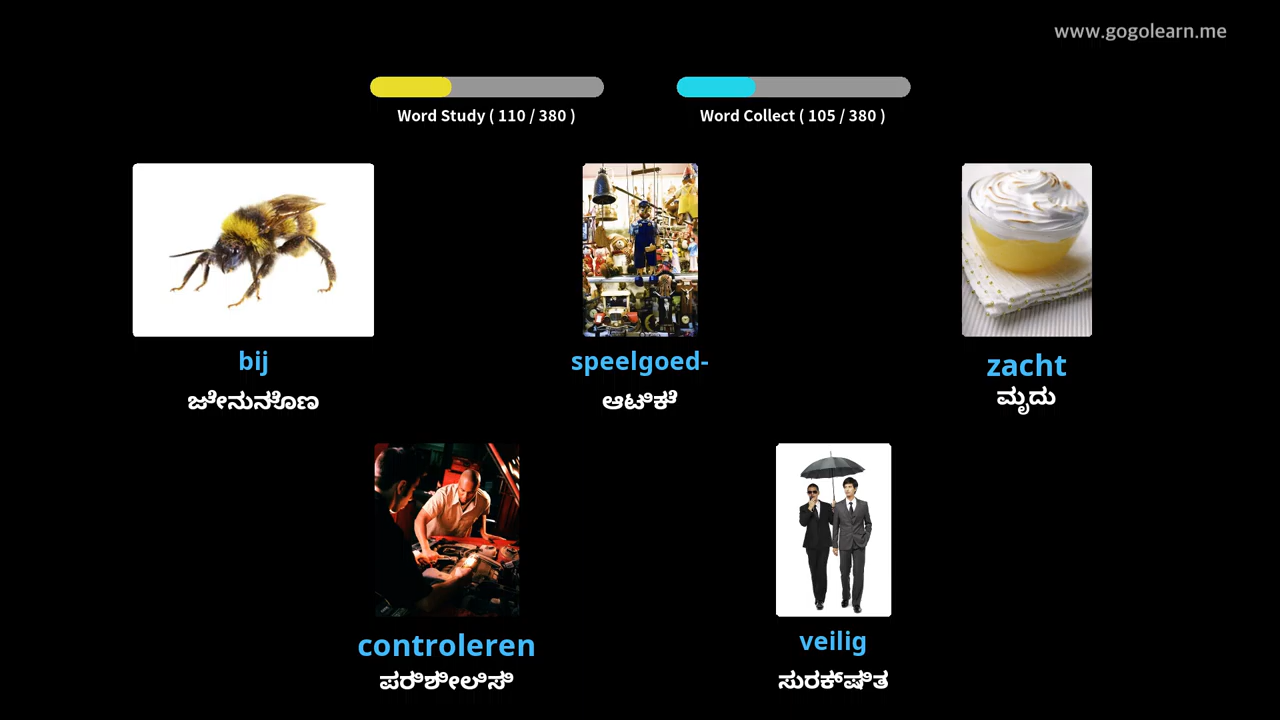 www.gogolearn.me
Word Study ( 110 / 380 )
Word Collect ( 105 / 380 )
bij
ಜೇನುನೊಣ
speelgoed-
ಆಟಿಕೆ
zacht
ಮೃದು
controleren
ಪರಿಶೀಲಿಸಿ
veilig
ಸುರಕ್ಷಿತ